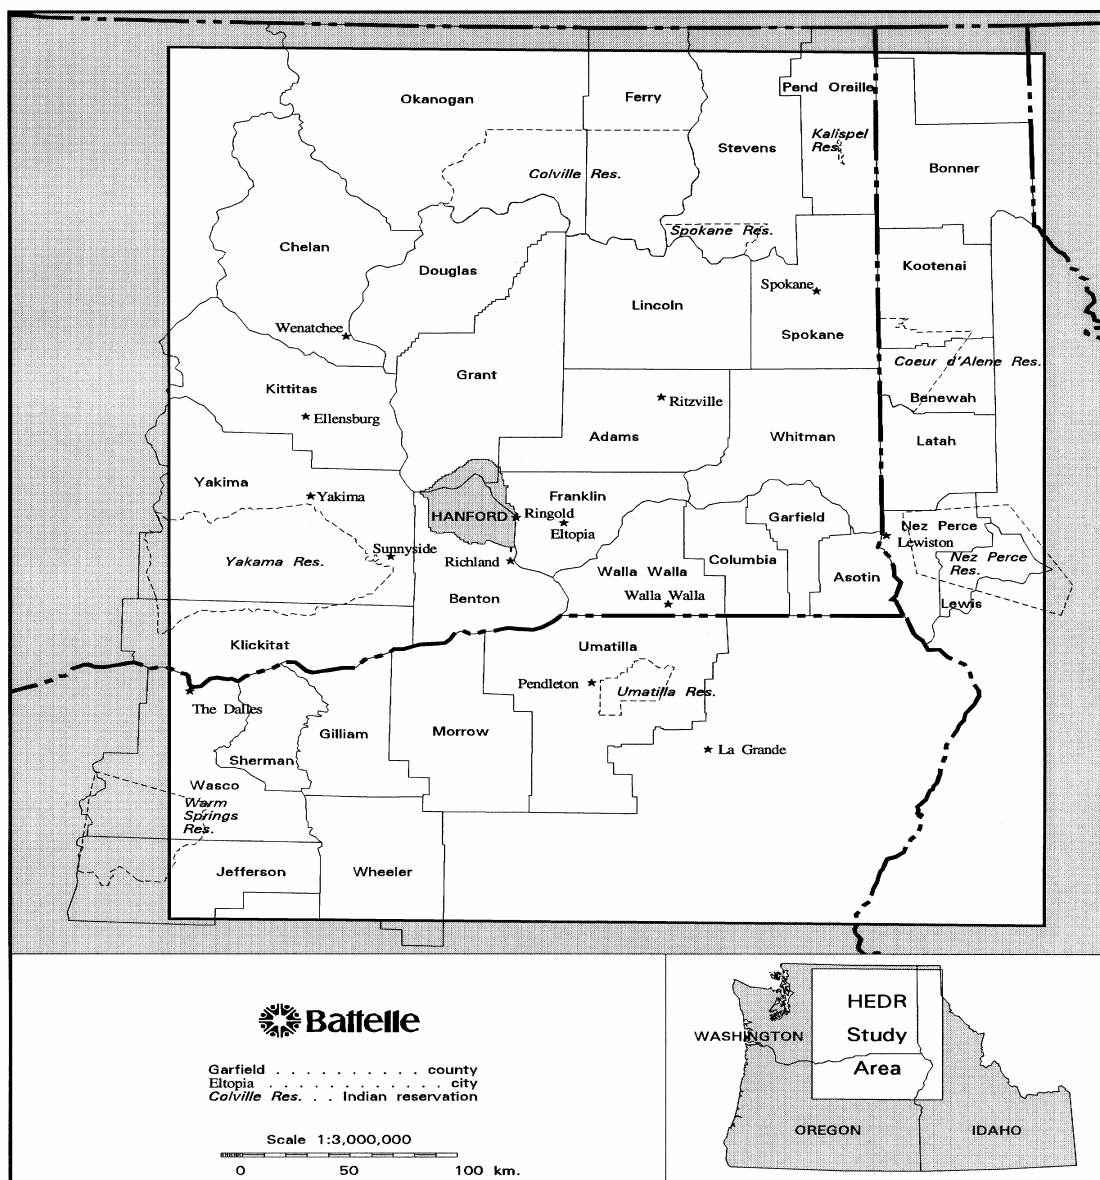 Okanogan
Ferry
Pend Oreille
Kalispel
Res.
Stevens
Bonner
Colville Res.
Spokane Res.
Chelan
Douglas
Kootenai
Spokane
Lincoln
Wenatchee
Spokane
Coeur d'Alene Res.
Grant
Kittitas
Benewah
Ellensburg
Ritzville
Adams
Whitman
Latah
Yakima
Yakima
Franklin
HANFORD
Ringold
Garfield
Nez Perce
Eltopia
Lewiston
Sunnyside
Yakama Res.
Richland
Columbia
Nez Perce
Res.
Walla Walla
Asotin
Benton
Walla Walla
Lewis
Klickitat
Umatilla
Pendleton
Umatilla Res.
The Dalles
Gilliam
Morrow
La Grande
Sherman
Wasco
Warm
Springs
Res.
Jefferson
Wheeler
Battelle
Garfield . . . . . . . . . . county
Eltopia . . . . . . . . . . . . city
Colville Res. . . Indian reservation
Scale 1:3,000,000
0 50 100 km.
HEDR
Study
Area
WASHINGTON
OREGON
IDAHO